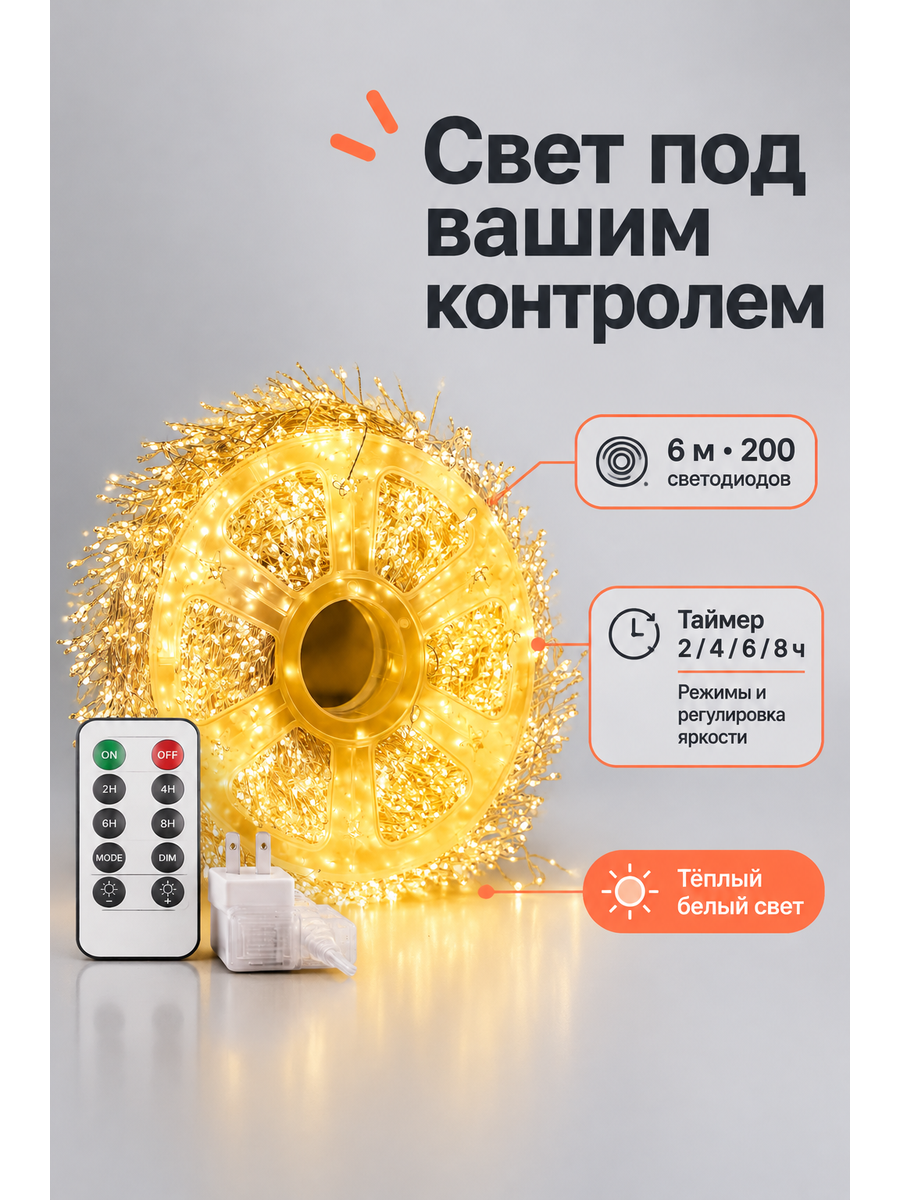 Свет под
вашим
контролем
6 м • 200
светодиодов
Таймер
2 / 4 / 6 / 8 ч
Режимы и
регулировка
яркости
ON OFF
2H 4H
6H 8H
MODE DIM
- +
Тёплый
белый свет